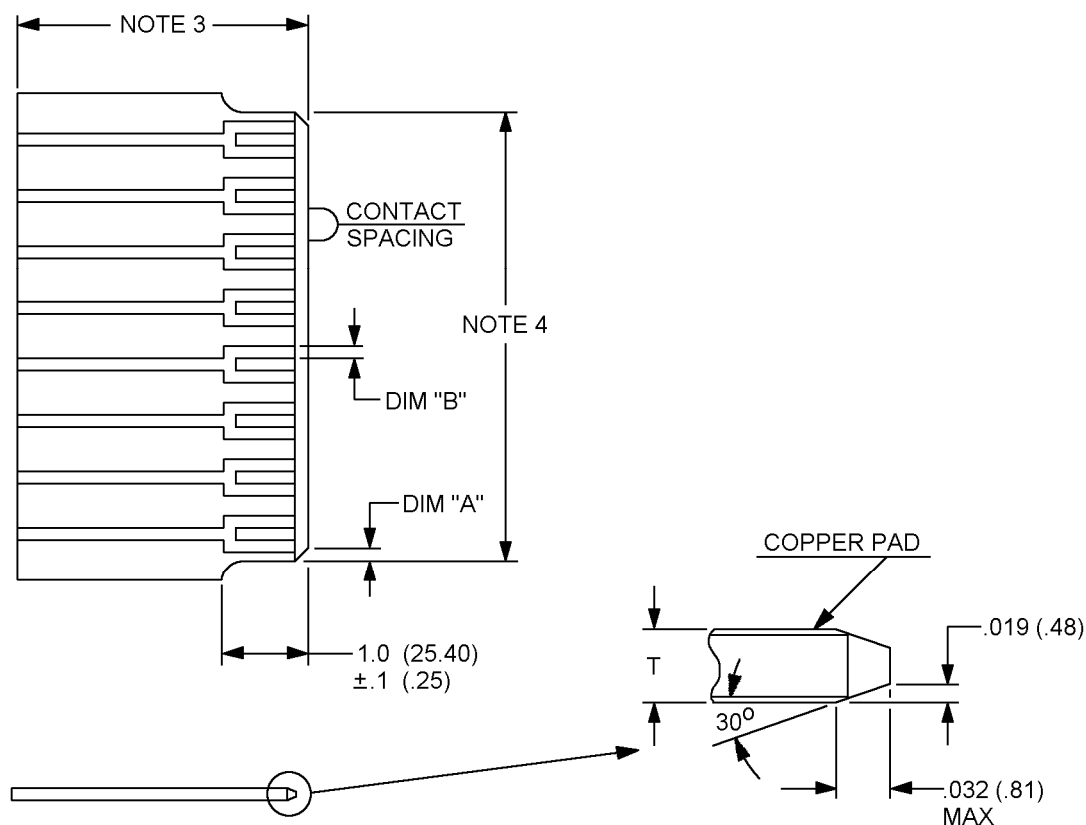 NOTE 3
CONTACT
SPACING
NOTE 4
DIM "B"
DIM "A"
1.0 (25.40)
±.1 (.25)
COPPER PAD
.019 (.48)
T
30°
.032 (.81)
MAX